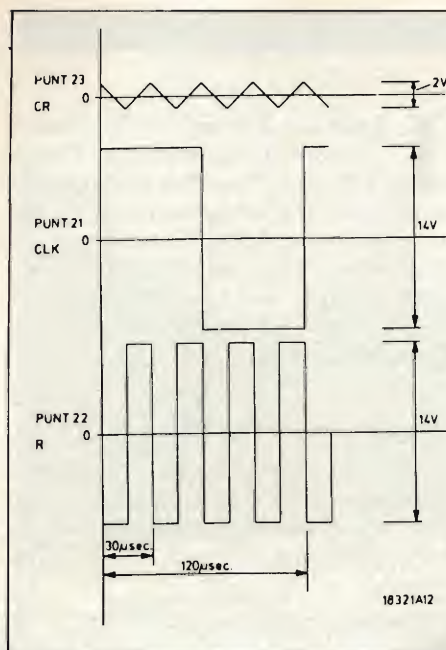 PUNT 23
CR
0
2V
PUNT 21
CLK
0
14V
PUNT 22
R
0
14V
30µsec.
120µsec.
18321A12